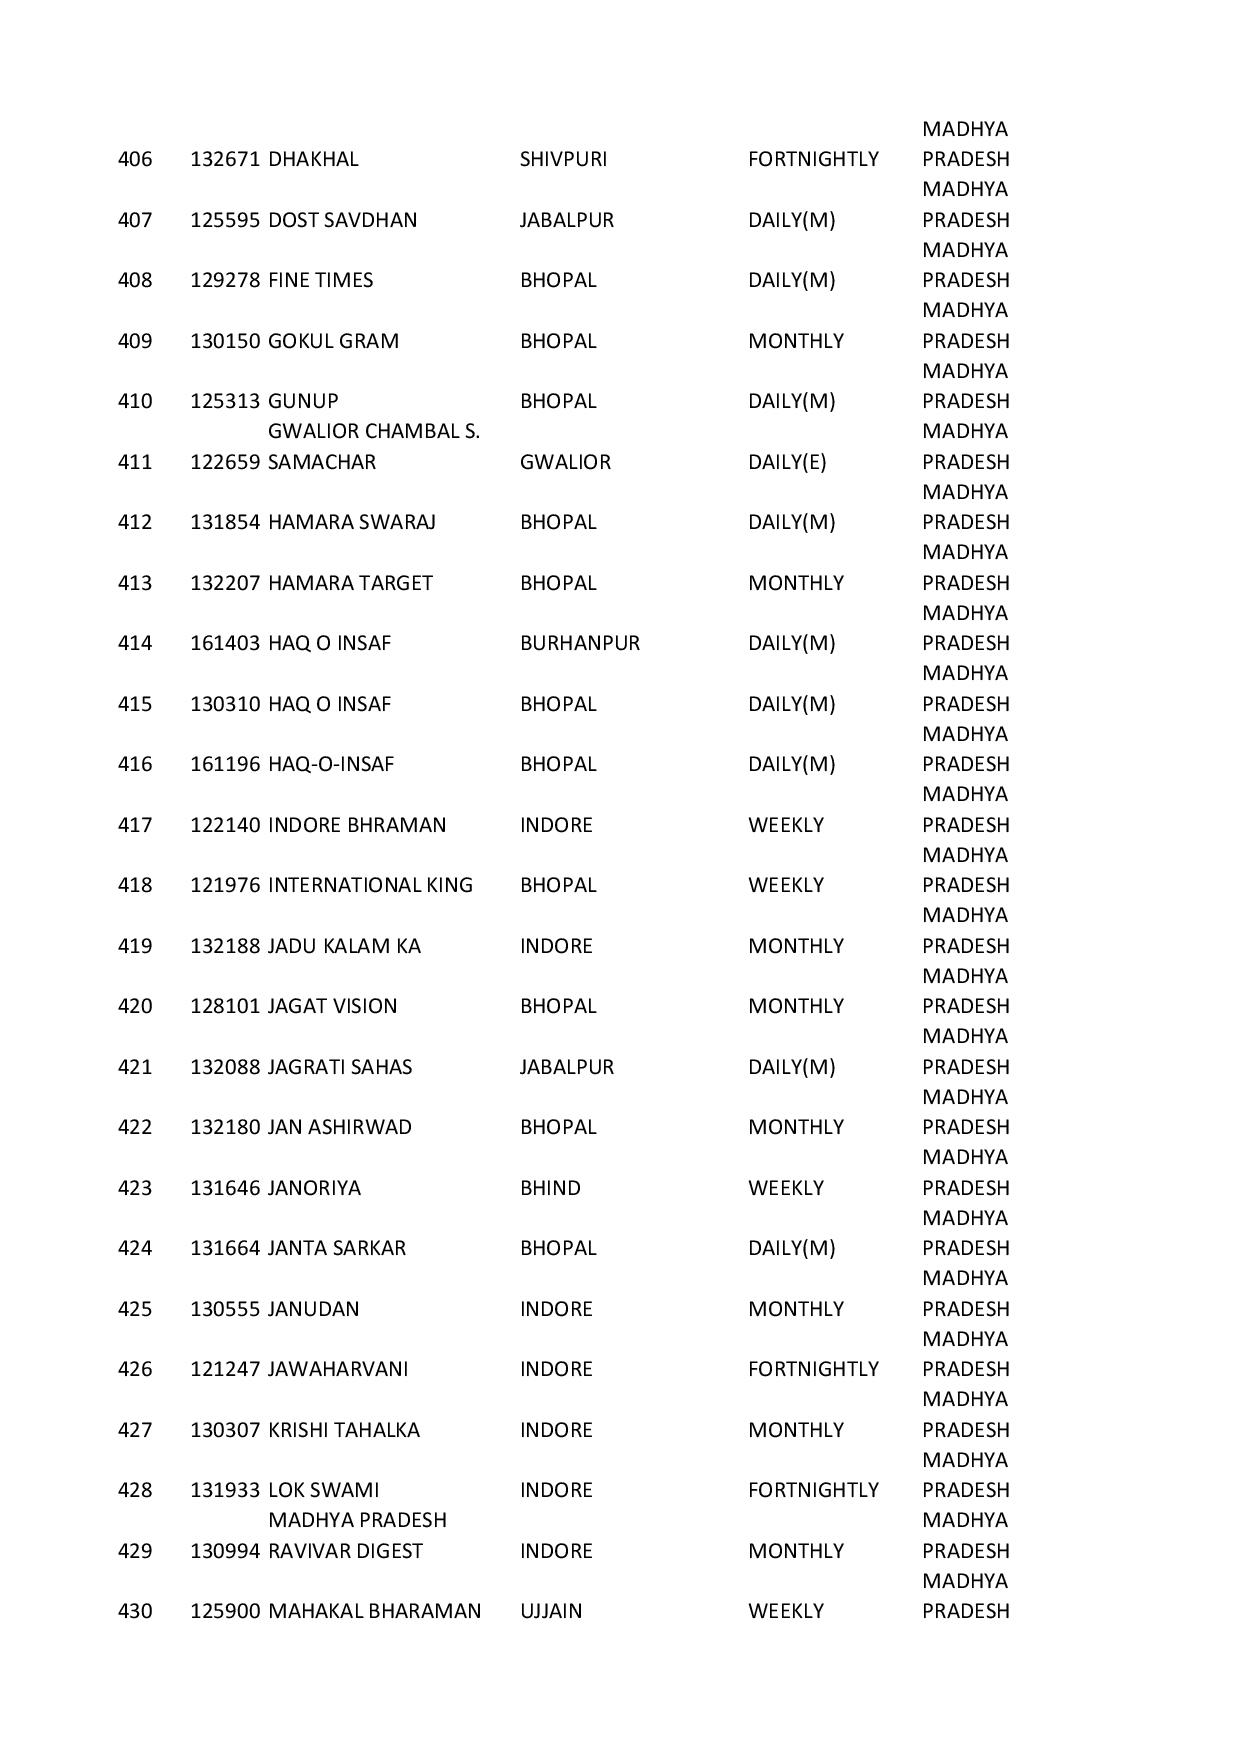 MADHYA
406 132671 DHAKHAL SHIVPURI FORTNIGHTLY PRADESH
MADHYA
407 125595 DOST SAVDHAN JABALPUR DAILY(M) PRADESH
MADHYA
408 129278 FINE TIMES BHOPAL DAILY(M) PRADESH
MADHYA
409 130150 GOKUL GRAM BHOPAL MONTHLY PRADESH
MADHYA
410 125313 GUNUP BHOPAL DAILY(M) PRADESH
GWALIOR CHAMBAL S. MADHYA
411 122659 SAMACHAR GWALIOR DAILY(E) PRADESH
MADHYA
412 131854 HAMARA SWARAJ BHOPAL DAILY(M) PRADESH
MADHYA
413 132207 HAMARA TARGET BHOPAL MONTHLY PRADESH
MADHYA
414 161403 HAQ O INSAF BURHANPUR DAILY(M) PRADESH
MADHYA
415 130310 HAQ O INSAF BHOPAL DAILY(M) PRADESH
MADHYA
416 161196 HAQ-O-INSAF BHOPAL DAILY(M) PRADESH
MADHYA
417 122140 INDORE BHRAMAN INDORE WEEKLY PRADESH
MADHYA
418 121976 INTERNATIONAL KING BHOPAL WEEKLY PRADESH
MADHYA
419 132188 JADU KALAM KA INDORE MONTHLY PRADESH
MADHYA
420 128101 JAGAT VISION BHOPAL MONTHLY PRADESH
MADHYA
421 132088 JAGRATI SAHAS JABALPUR DAILY(M) PRADESH
MADHYA
422 132180 JAN ASHIRWAD BHOPAL MONTHLY PRADESH
MADHYA
423 131646 JANORIYA BHIND WEEKLY PRADESH
MADHYA
424 131664 JANTA SARKAR BHOPAL DAILY(M) PRADESH
MADHYA
425 130555 JANUDAN INDORE MONTHLY PRADESH
MADHYA
426 121247 JAWAHARVANI INDORE FORTNIGHTLY PRADESH
MADHYA
427 130307 KRISHI TAHALKA INDORE MONTHLY PRADESH
MADHYA
428 131933 LOK SWAMI INDORE FORTNIGHTLY PRADESH
MADHYA PRADESH MADHYA
429 130994 RAVIVAR DIGEST INDORE MONTHLY PRADESH
MADHYA
430 125900 MAHAKAL BHARAMAN UJJAIN WEEKLY PRADESH